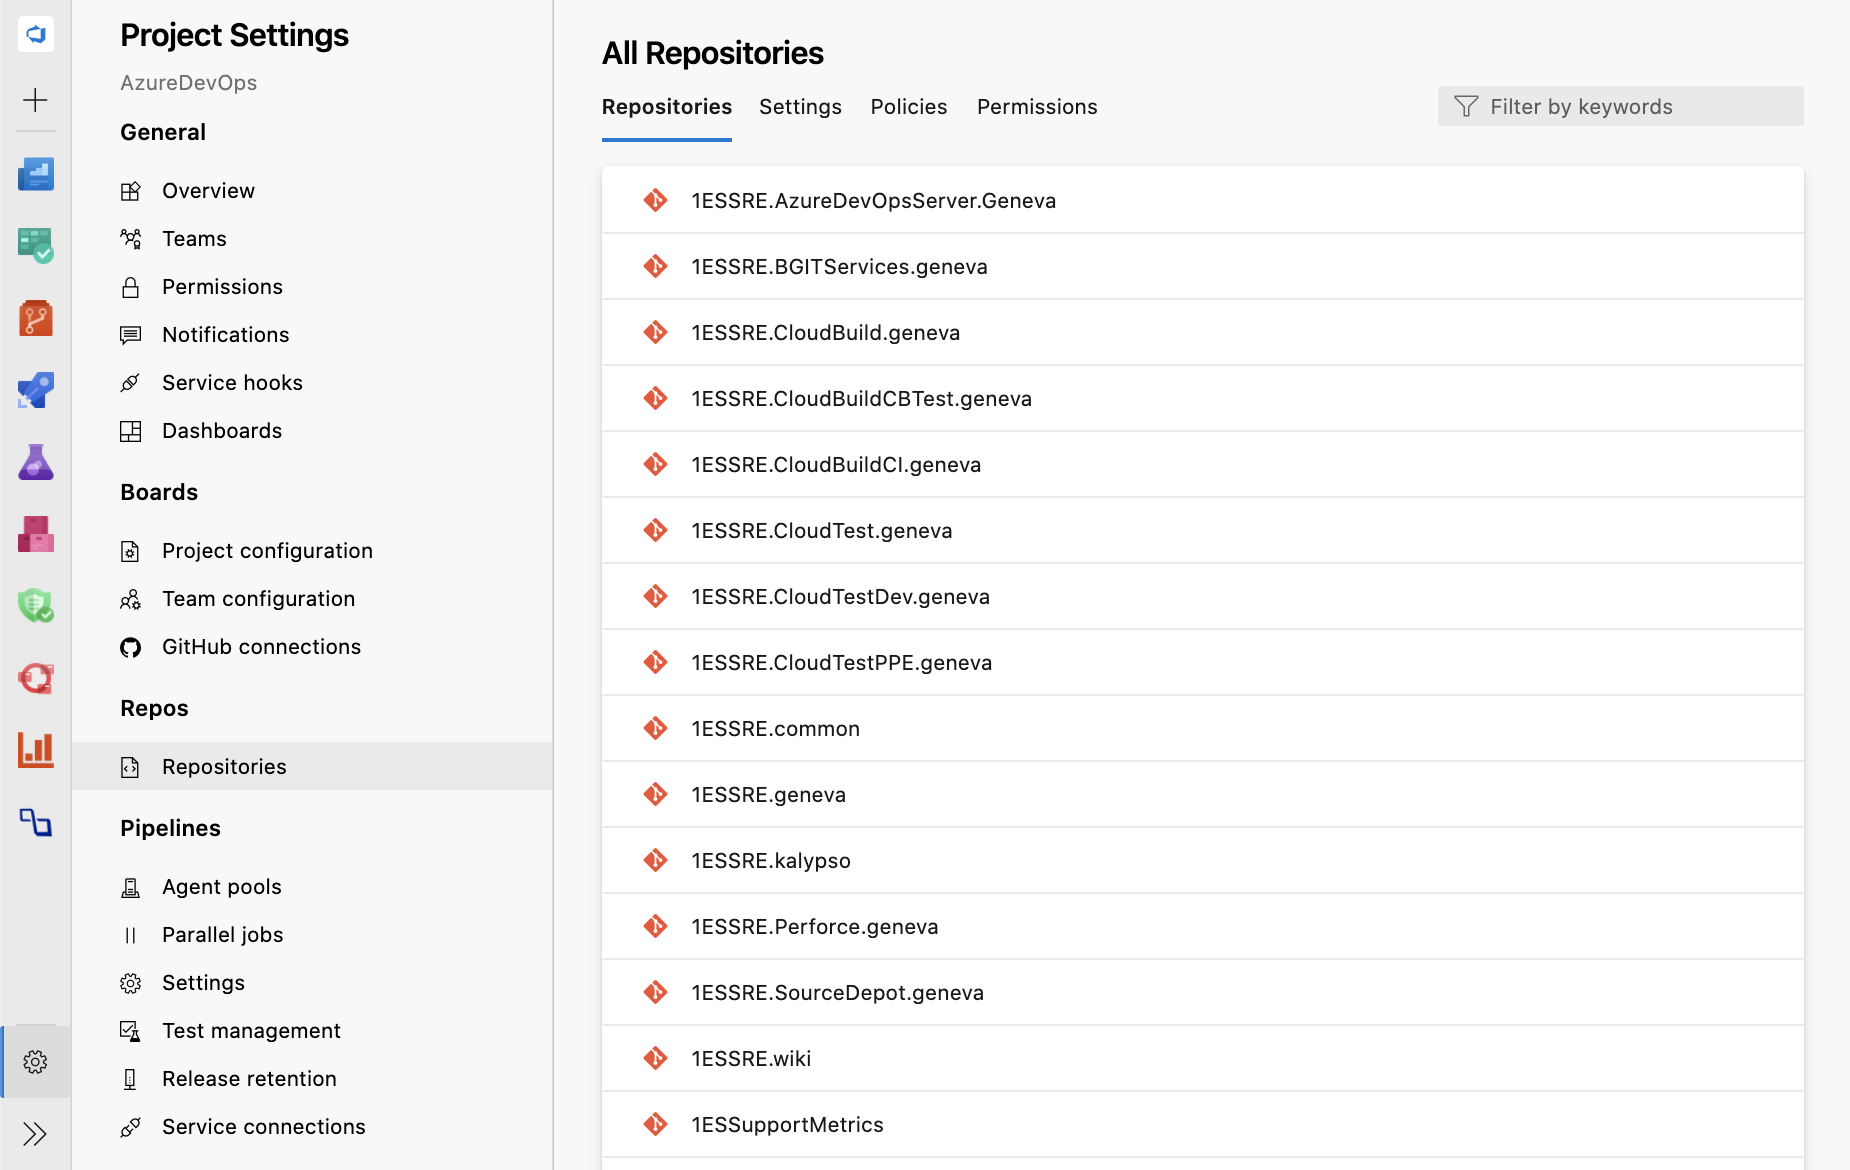 Project Settings
AzureDevOps
General
Overview
Teams
Permissions
Notifications
Service hooks
Dashboards
Boards
Project configuration
Team configuration
GitHub connections
Repos
Repositories
Pipelines
Agent pools
Parallel jobs
Settings
Test management
Release retention
Service connections
All Repositories
Repositories Settings Policies Permissions
Filter by keywords
1ESSRE.AzureDevOpsServer.Geneva
1ESSRE.BGITServices.geneva
1ESSRE.CloudBuild.geneva
1ESSRE.CloudBuildCBTest.geneva
1ESSRE.CloudBuildCI.geneva
1ESSRE.CloudTest.geneva
1ESSRE.CloudTestDev.geneva
1ESSRE.CloudTestPPE.geneva
1ESSRE.common
1ESSRE.geneva
1ESSRE.kalypso
1ESSRE.Perforce.geneva
1ESSRE.SourceDepot.geneva
1ESSRE.wiki
1ESSupportMetrics